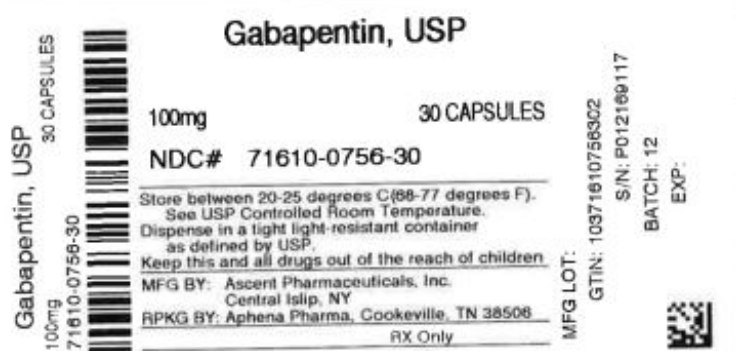 Gabapentin, USP
100mg 30 CAPSULES
NDC# 71610-0756-30
Store between 20-25 degrees C(68-77 degrees F).
See USP Controlled Room Temperature.
Dispense in a tight light-resistant container
as defined by USP.
Keep this and all drugs out of the reach of children
MFG BY: Ascent Pharmaceuticals, Inc.
Central Islip, NY
RPKG BY: Aphena Pharma, Cookeville, TN 38506
RX Only
Gabapentin, USP
100mg 30 CAPSULES
71610-0756-30
MFG LOT:
GTIN: 10371610756302
S/N: P012169117
BATCH: 12
EXP: